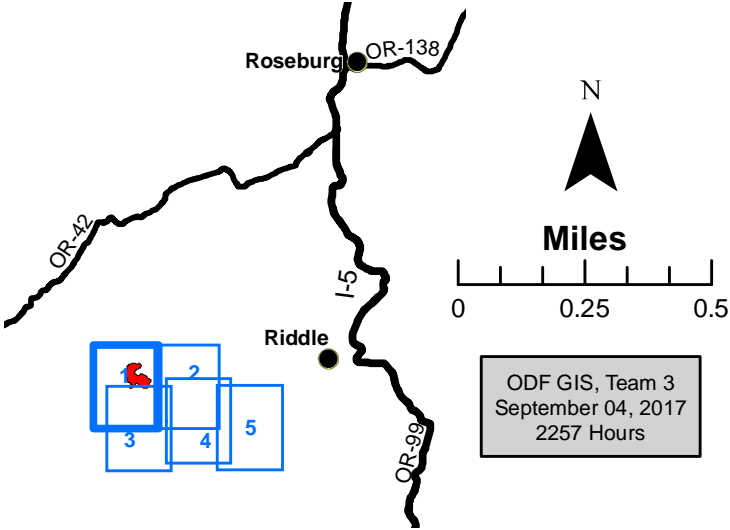 Roseburg
OR-138
N
OR-42
Miles
I-5
0 0.25 0.5
Riddle
1 2
3 4 5
OR-99
ODF GIS, Team 3
September 04, 2017
2257 Hours